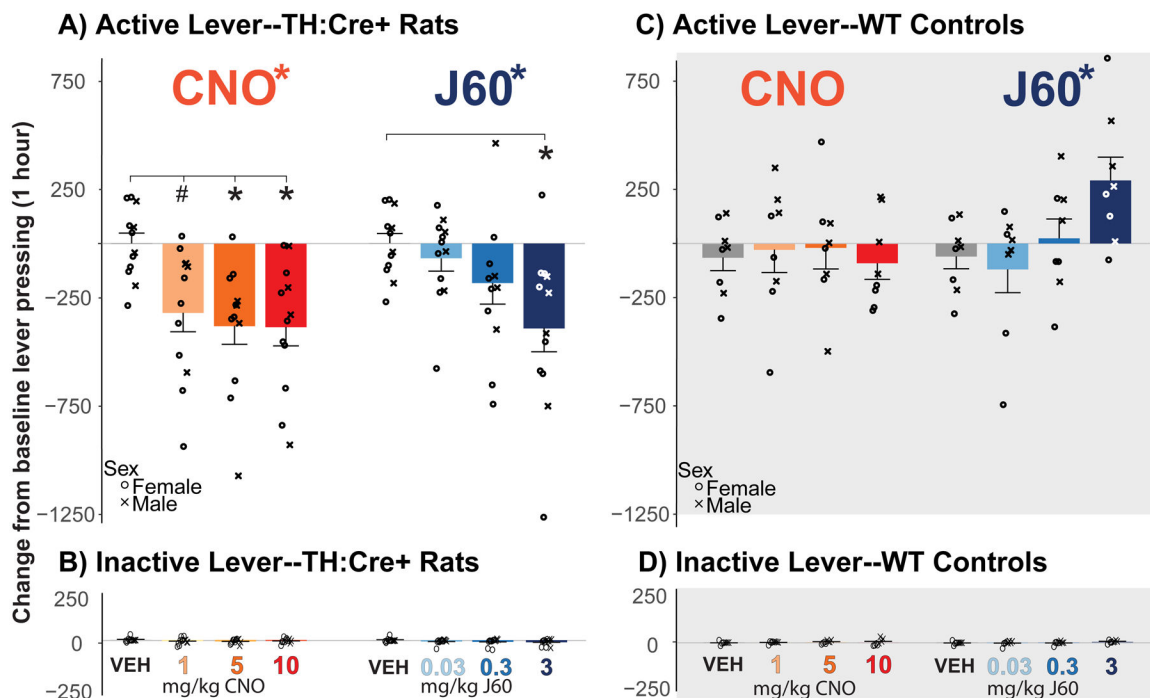 A) Active Lever--TH:Cre+ Rats
C) Active Lever--WT Controls
Change from baseline lever pressing (1 hour)
750
250
−250
−750
−1250
CNO*
J60*
#
*
*
*
Sex
Female
Male
750
250
−250
−750
−1250
CNO
J60*
Sex
Female
Male
B) Inactive Lever--TH:Cre+ Rats
D) Inactive Lever--WT Controls
250
0
−250
VEH 1 5 10
mg/kg CNO
VEH 0.03 0.3 3
mg/kg J60
250
0
−250
VEH 1 5 10
mg/kg CNO
VEH 0.03 0.3 3
mg/kg J60